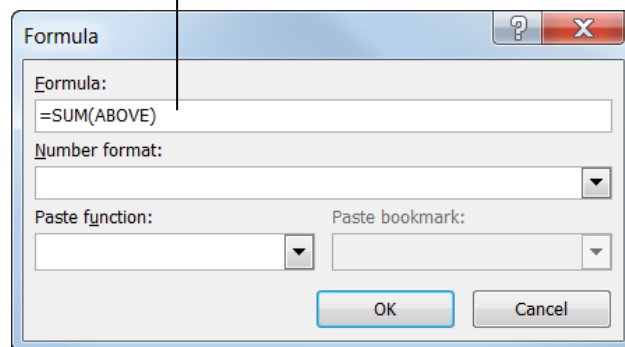 Formula
Formula:
=SUM(ABOVE)
Number format:
Paste function: Paste bookmark:
OK Cancel